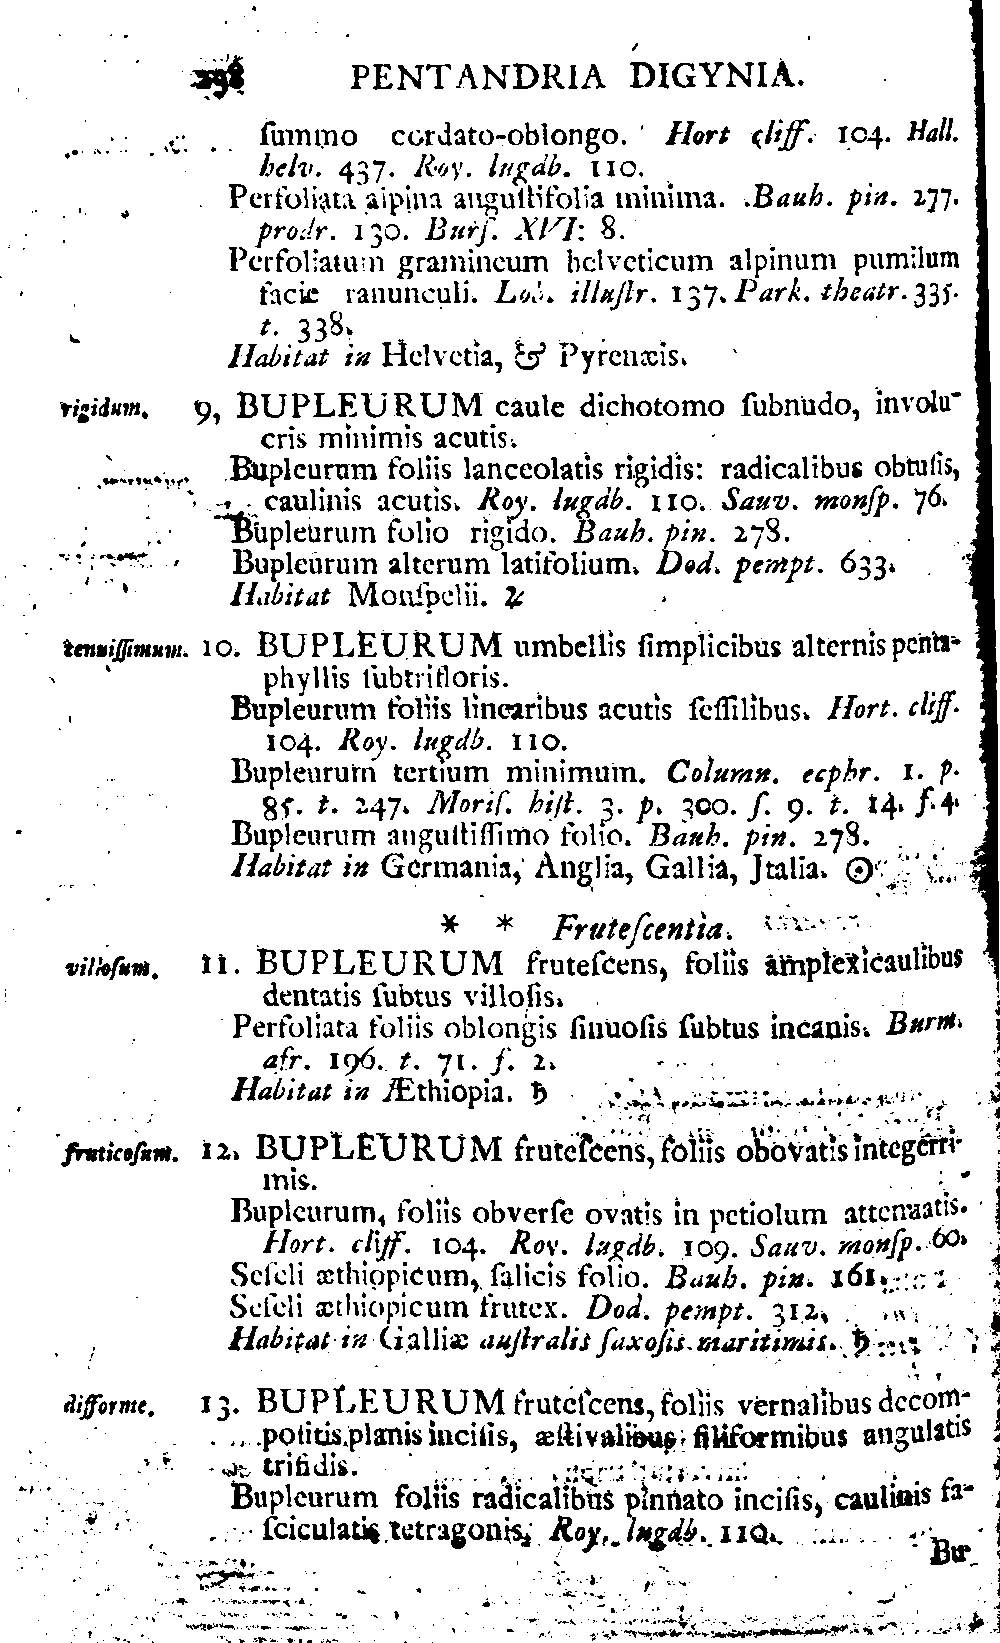 298 PENTANDRIA DIGYNIA.
ſummo cordato-oblongo. Hort cliff. 104. Hall.
helv. 437. Roy. lugdb. 110.
Perfoliata alpina anguſtifolia minima. Bauh. pin. 277.
prodr. 130. Burſ. XVI: 8.
Perfoliatum gramineum helveticum alpinum pumilum
facie ranunculi. Lob. illuſtr. 137. Park. theatr. 335.
t. 338.
Habitat in Helvetia, & Pyrenæis.
rigidum. 9, BUPLEURUM caule dichotomo ſubnudo, involu-
cris minimis acutis.
Bupleurum foliis lanceolatis rigidis: radicalibus obtuſis,
caulinis acutis. Roy. lugdb. 110. Sauv. monſp. 76.
Bupleurum folio rigido. Bauh. pin. 278.
Bupleurum alterum latifolium. Dod. pempt. 633.
Habitat Monſpelii. ♃
tenuiſſimum. 10. BUPLEURUM umbellis ſimplicibus alternis penta-
phyllis ſubtrifloris.
Bupleurum foliis linearibus acutis ſeſſilibus. Hort. cliff.
104. Roy. lugdb. 110.
Bupleurum tertium minimum. Column. ecphr. 1. p.
85. t. 247. Moriſ. hiſt. 3. p. 300. ſ. 9. t. 14. f. 4.
Bupleurum anguſtiſſimo folio. Bauh. pin. 278.
Habitat in Germania, Anglia, Gallia, Jtalia. ☉
* * Fruteſcentia.
villoſum. 11. BUPLEURUM fruteſcens, foliis amplexicaulibus
dentatis ſubtus villoſis.
Perfoliata foliis oblongis ſinuoſis ſubtus incanis. Burm.
afr. 196. t. 71. f. 2.
Habitat in Æthiopia. ♄
fruticoſum. 12. BUPLEURUM fruteſcens, foliis obovatis integerri-
mis.
Bupleurum, foliis obverſe ovatis in petiolum attenuatis.
Hort. cliff. 104. Roy. lugdb. 109. Sauv. monſp. 60.
Seſeli æthiopicum, ſalicis folio. Bauh. pin. 161.
Seſeli æthiopicum frutex. Dod. pempt. 312.
Habitat in Galliæ auſtralis ſaxoſis maritimis. ♄
difforme. 13. BUPLEURUM fruteſcens, foliis vernalibus decom-
poſitis planis inciſis, æſtivalibus filiformibus angulatis
trifidis.
Bupleurum foliis radicalibus pinnato inciſis, caulinis fa-
ſciculatis tetragonis. Roy. lugdb. 110.
Bu-